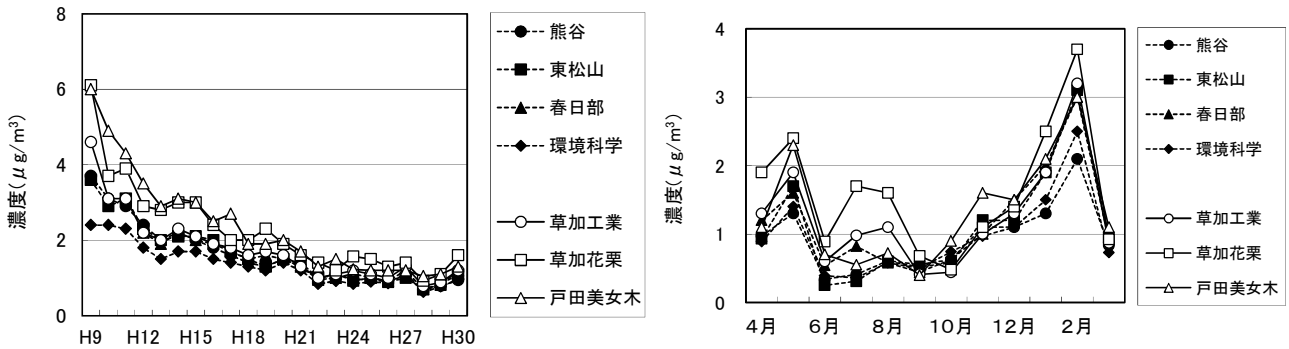 濃度(μg/m³)
8
6
4
2
0
H9 H12 H15 H18 H21 H24 H27 H30
熊谷
東松山
春日部
環境科学
草加工業
草加花栗
戸田美女木
濃度(μg/m³)
4
3
2
1
0
4月 6月 8月 10月 12月 2月
熊谷
東松山
春日部
環境科学
草加工業
草加花栗
戸田美女木